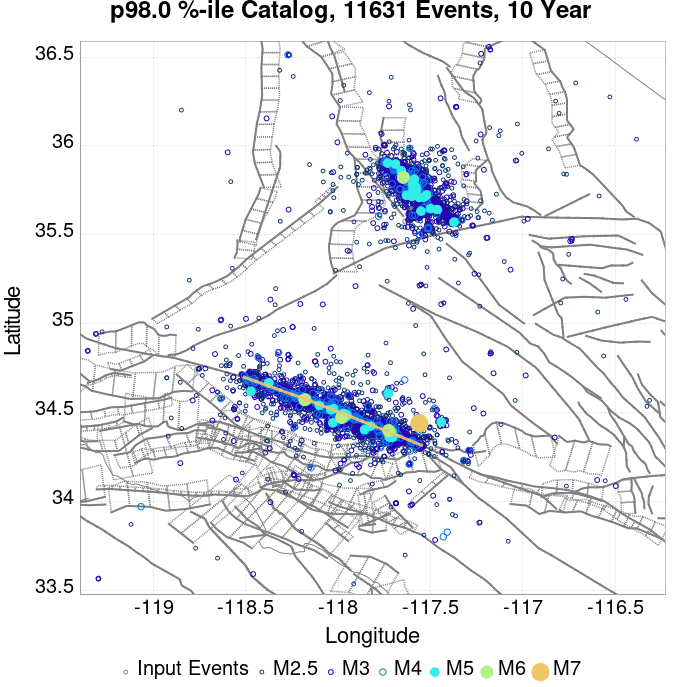 p98.0 %-ile Catalog, 11631 Events, 10 Year
36.5
36
35.5
35
34.5
34
33.5
Latitude
-119 -118.5 -118 -117.5 -117 -116.5
Longitude
Input Events M2.5 M3 M4 M5 M6 M7